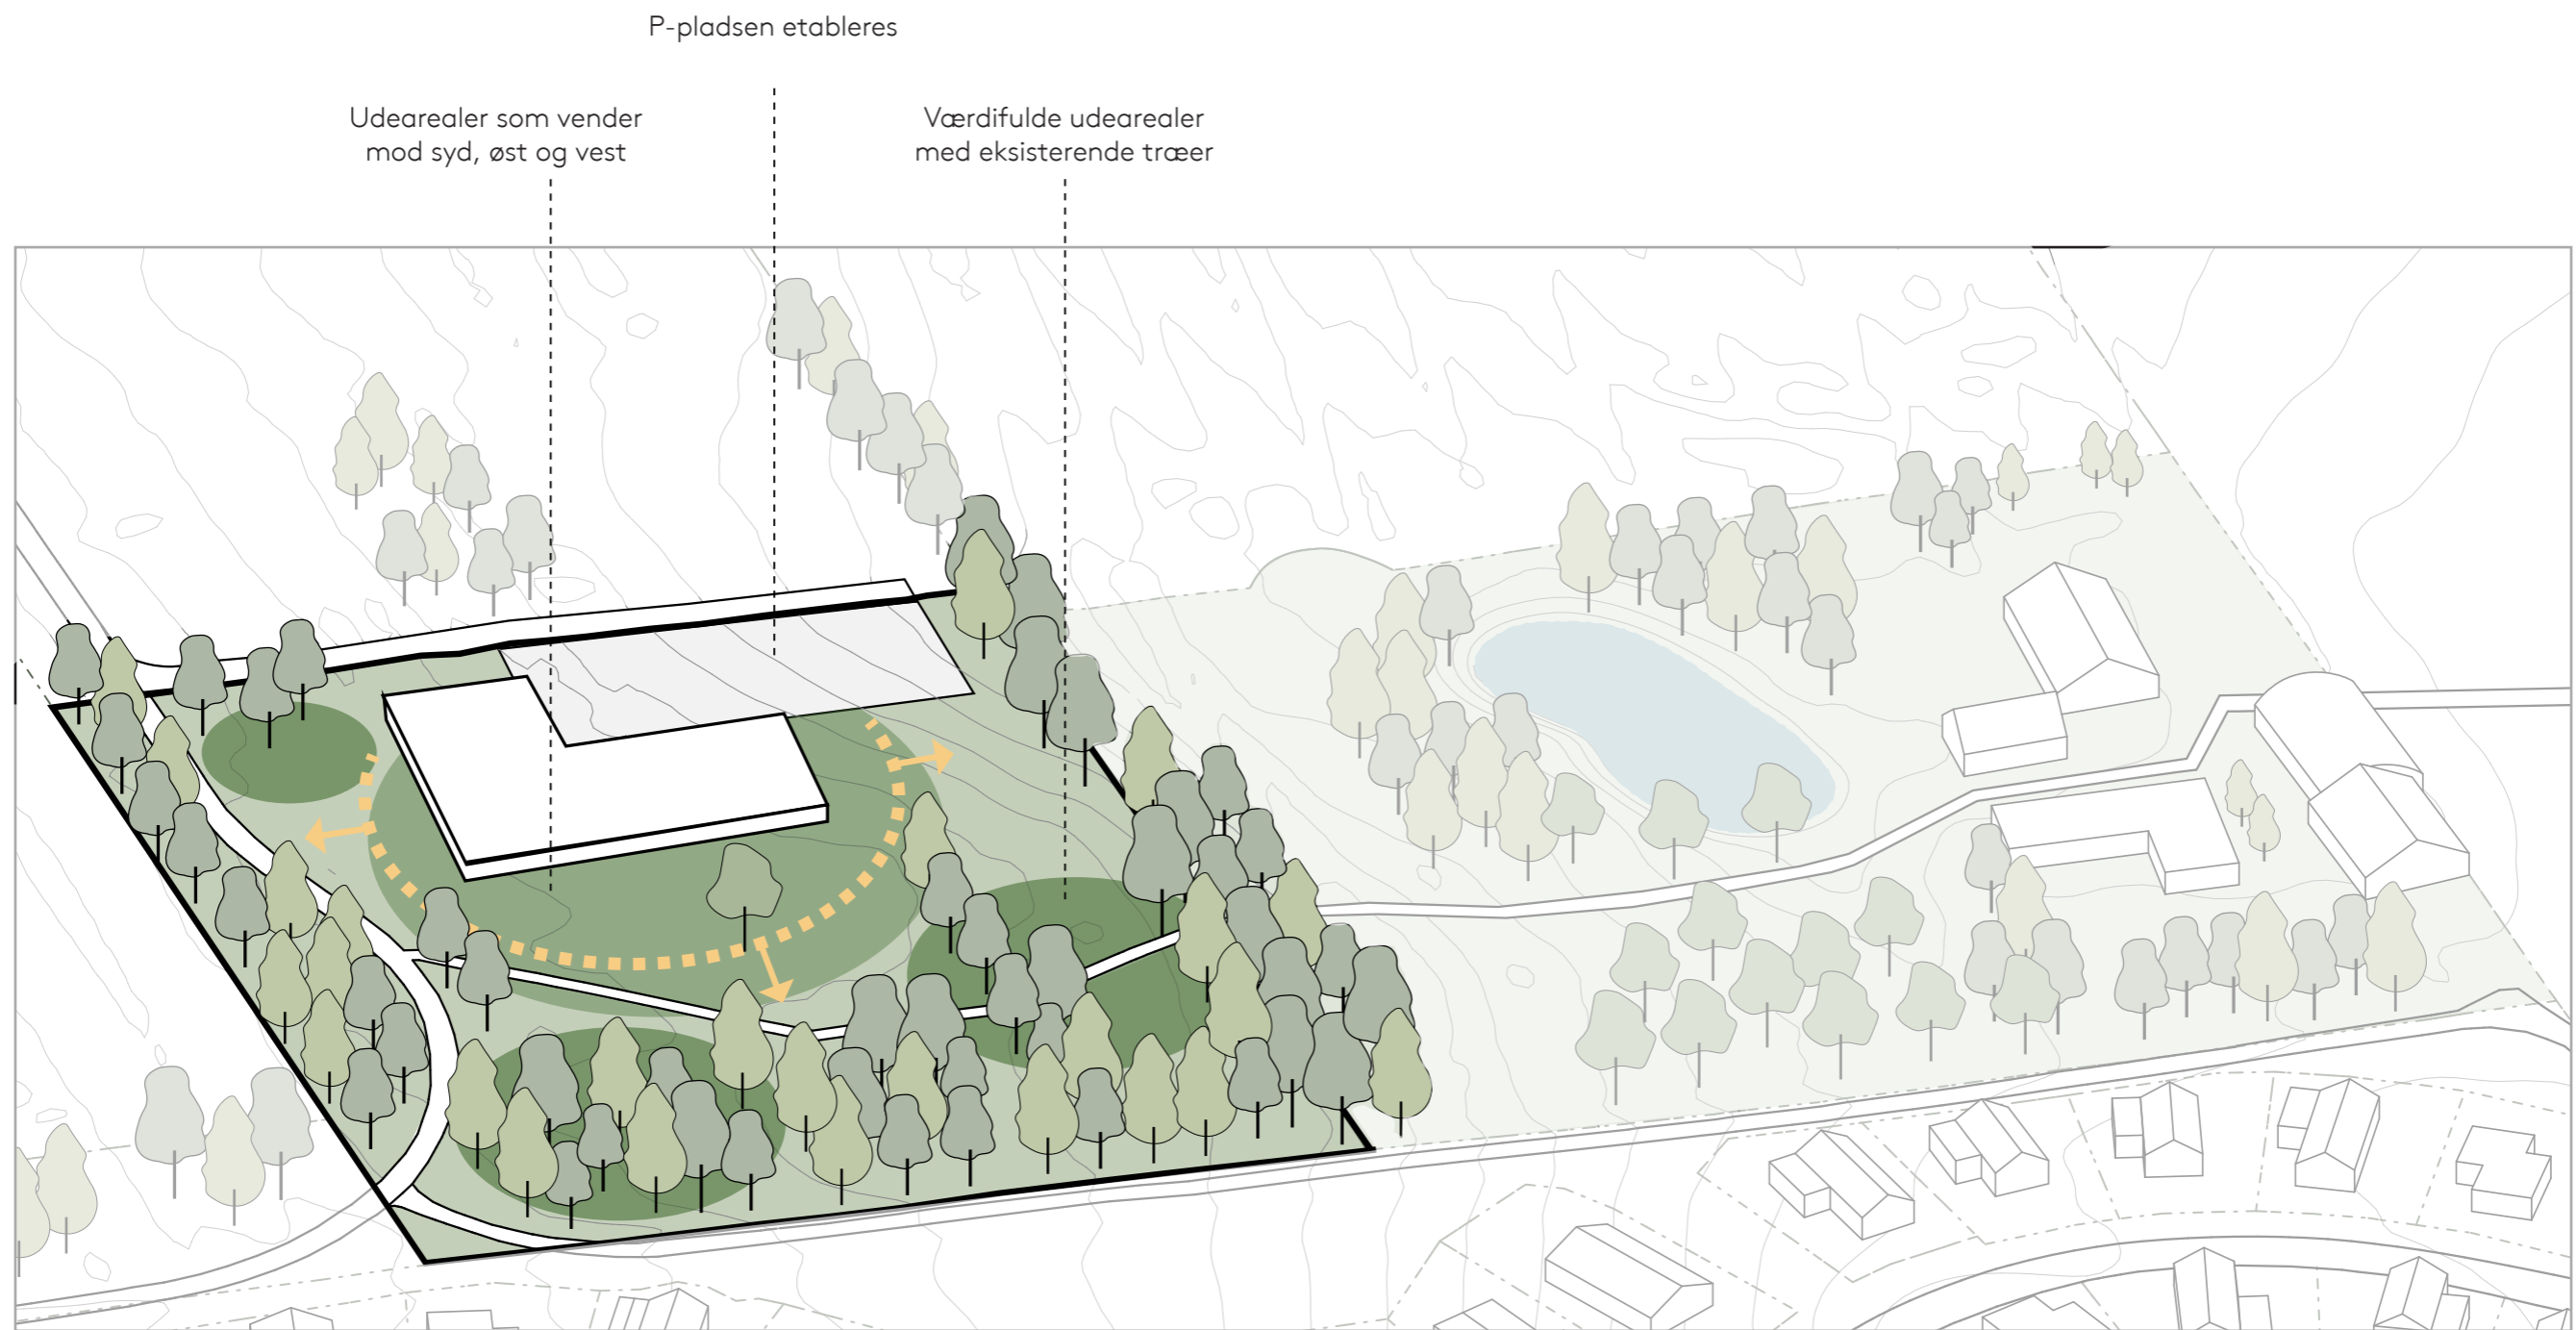 P-pladsen etableres
Udearealer som vender
mod syd, øst og vest
Værdifulde udearealer
med eksisterende træer